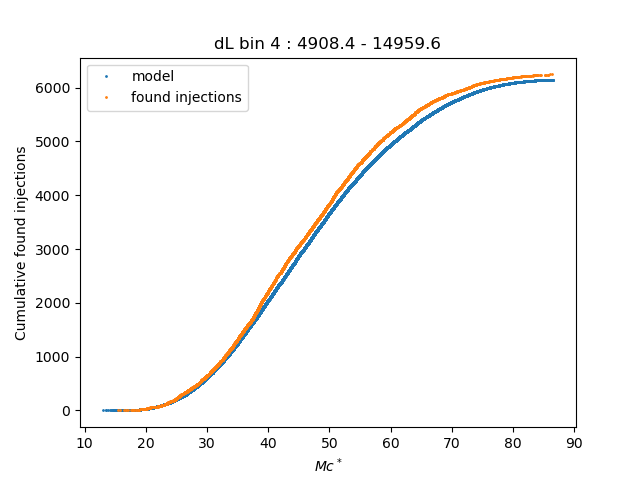 dL bin 4 : 4908.4 - 14959.6
model
found injections
Cumulative found injections
6000
5000
4000
3000
2000
1000
0
10 20 30 40 50 60 70 80 90
Mc*